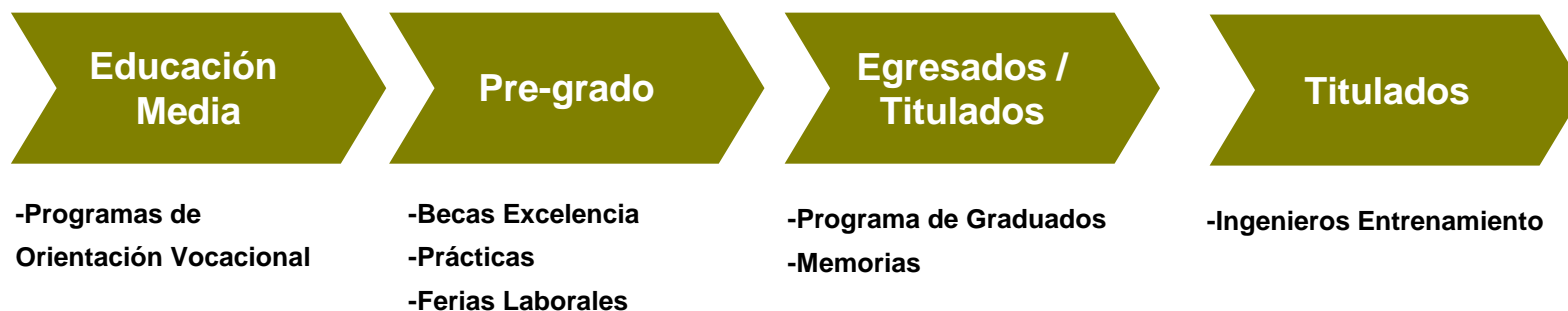 Educación
Media
-Programas de
Orientación Vocacional
Pre-grado
-Becas Excelencia
-Prácticas
-Ferias Laborales
Egresados /
Titulados
-Programa de Graduados
-Memorias
Titulados
-Ingenieros Entrenamiento